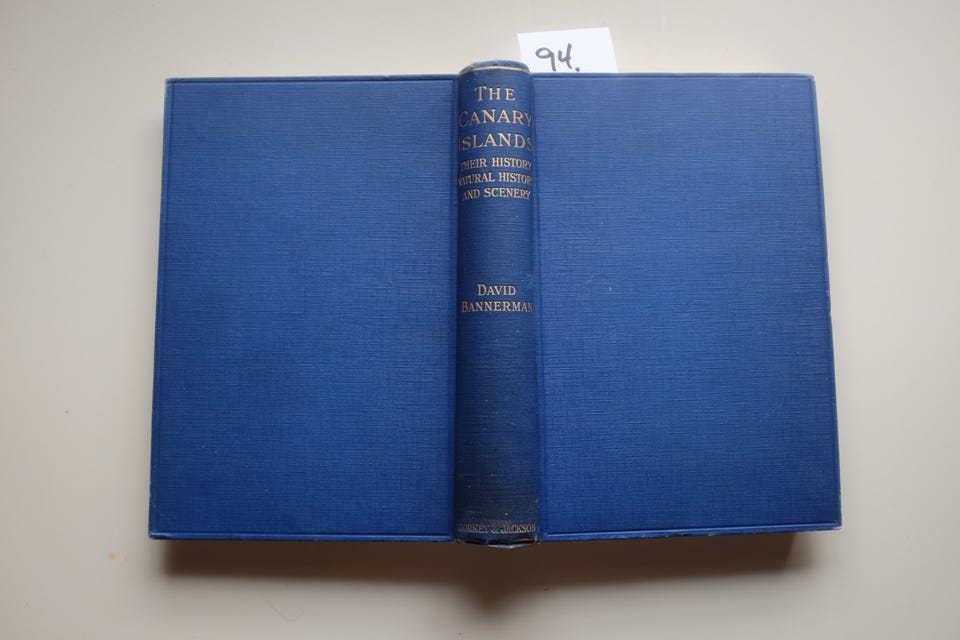 94.
THE
CANARY
ISLANDS
THEIR HISTORY
NATURAL HISTORY
AND SCENERY
DAVID
BANNERMAN
GURNEY & JACKSON